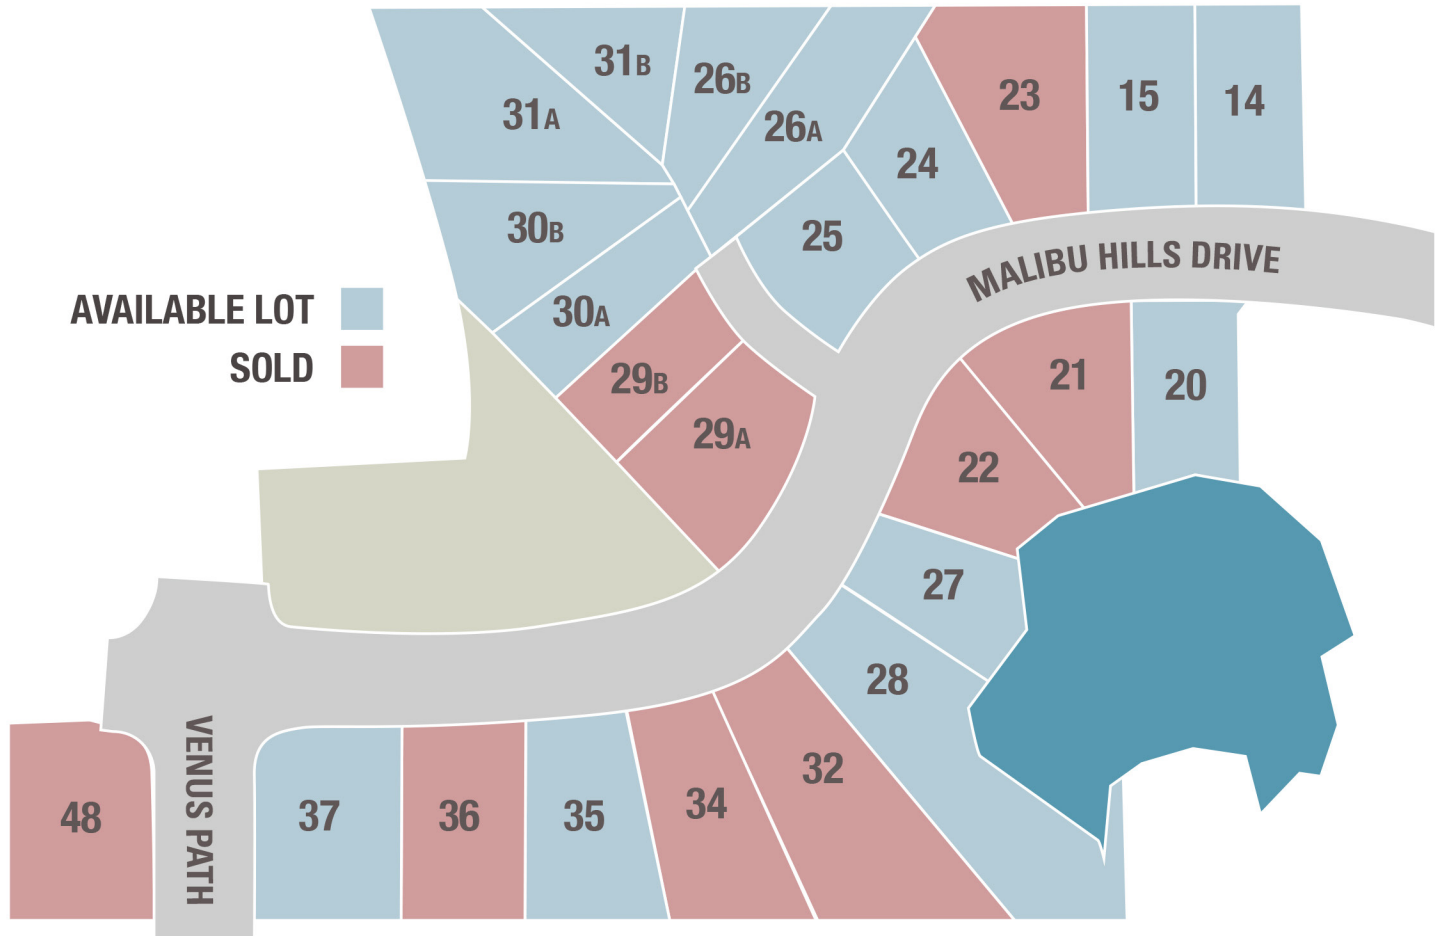 31B
26B
31A
26A
23
15
14
24
30B
25
MALIBU HILLS DRIVE
AVAILABLE LOT
30A
SOLD
29B
21
20
29A
22
27
28
32
34
VENUS PATH
48
37
36
35